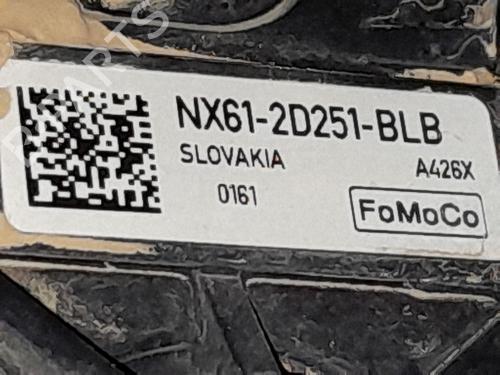 NX61-2D251-BLB
SLOVAKIA
A426X
0161
FoMoCo